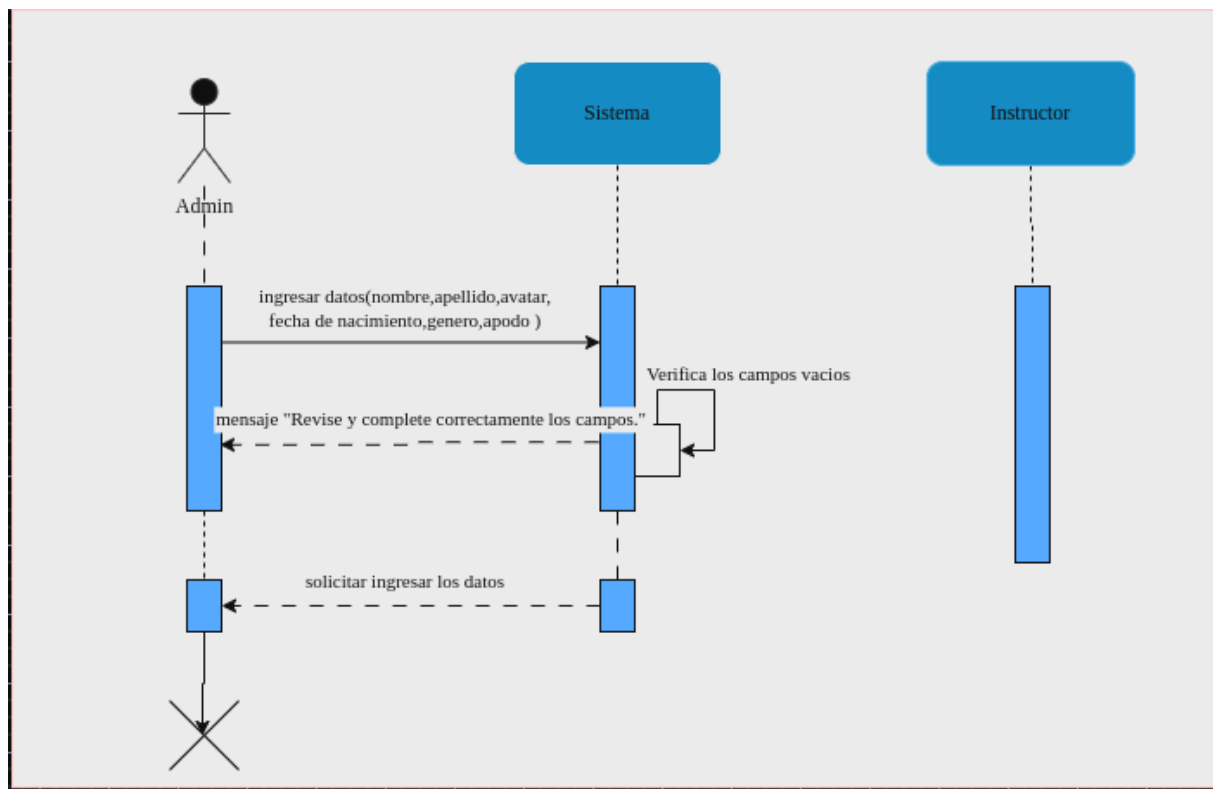 Sistema
Instructor
Admin
ingresar datos(nombre,apellido,avatar,
fecha de nacimiento,genero,apodo )
Verifica los campos vacios
mensaje "Revise y complete correctamente los campos."
solicitar ingresar los datos